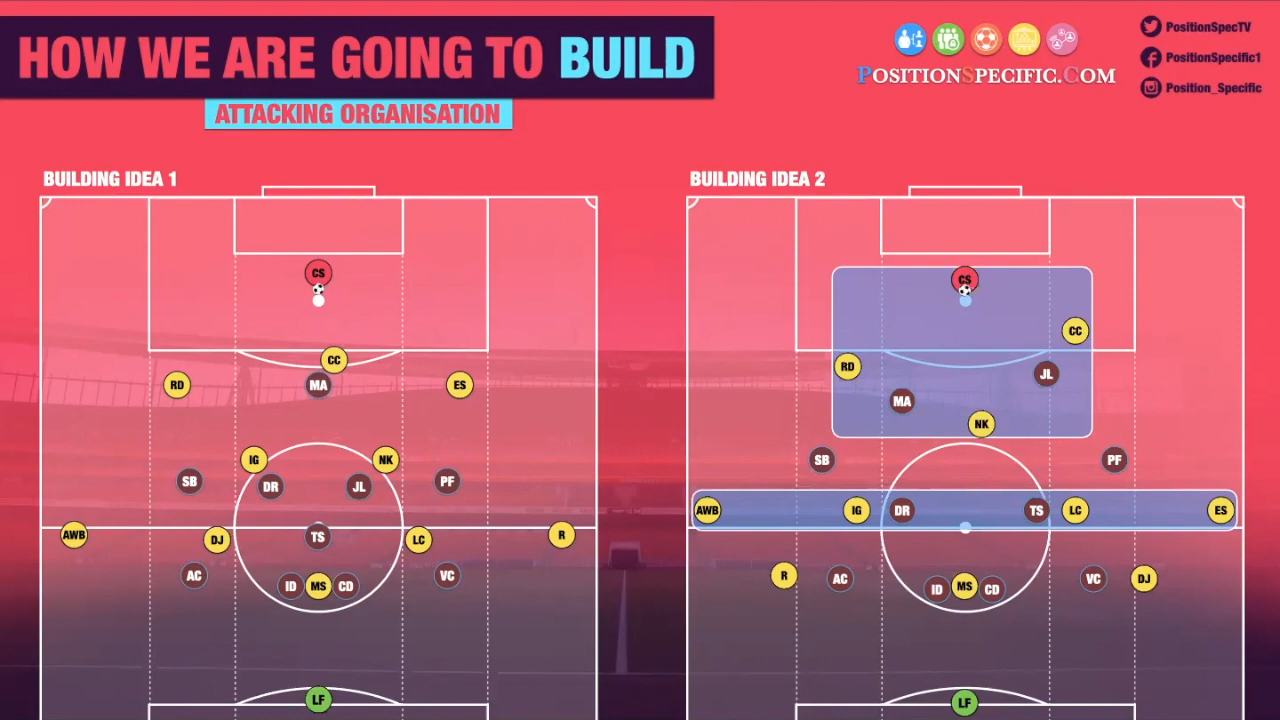 HOW WE ARE GOING TO BUILD
ATTACKING ORGANISATION
POSITIONSPECIFIC.COM
PositionSpecTV
PositionSpecific1
Position_Specific
BUILDING IDEA 1
CS
CC
RD MA ES
IG NK
SB DR JL PF
AWB DJ TS LC R
AC ID MS CD VC
LF
BUILDING IDEA 2
CS
CC
RD JL
MA
NK
SB PF
AWB IG DR TS LC ES
R AC ID MS CD VC DJ
LF